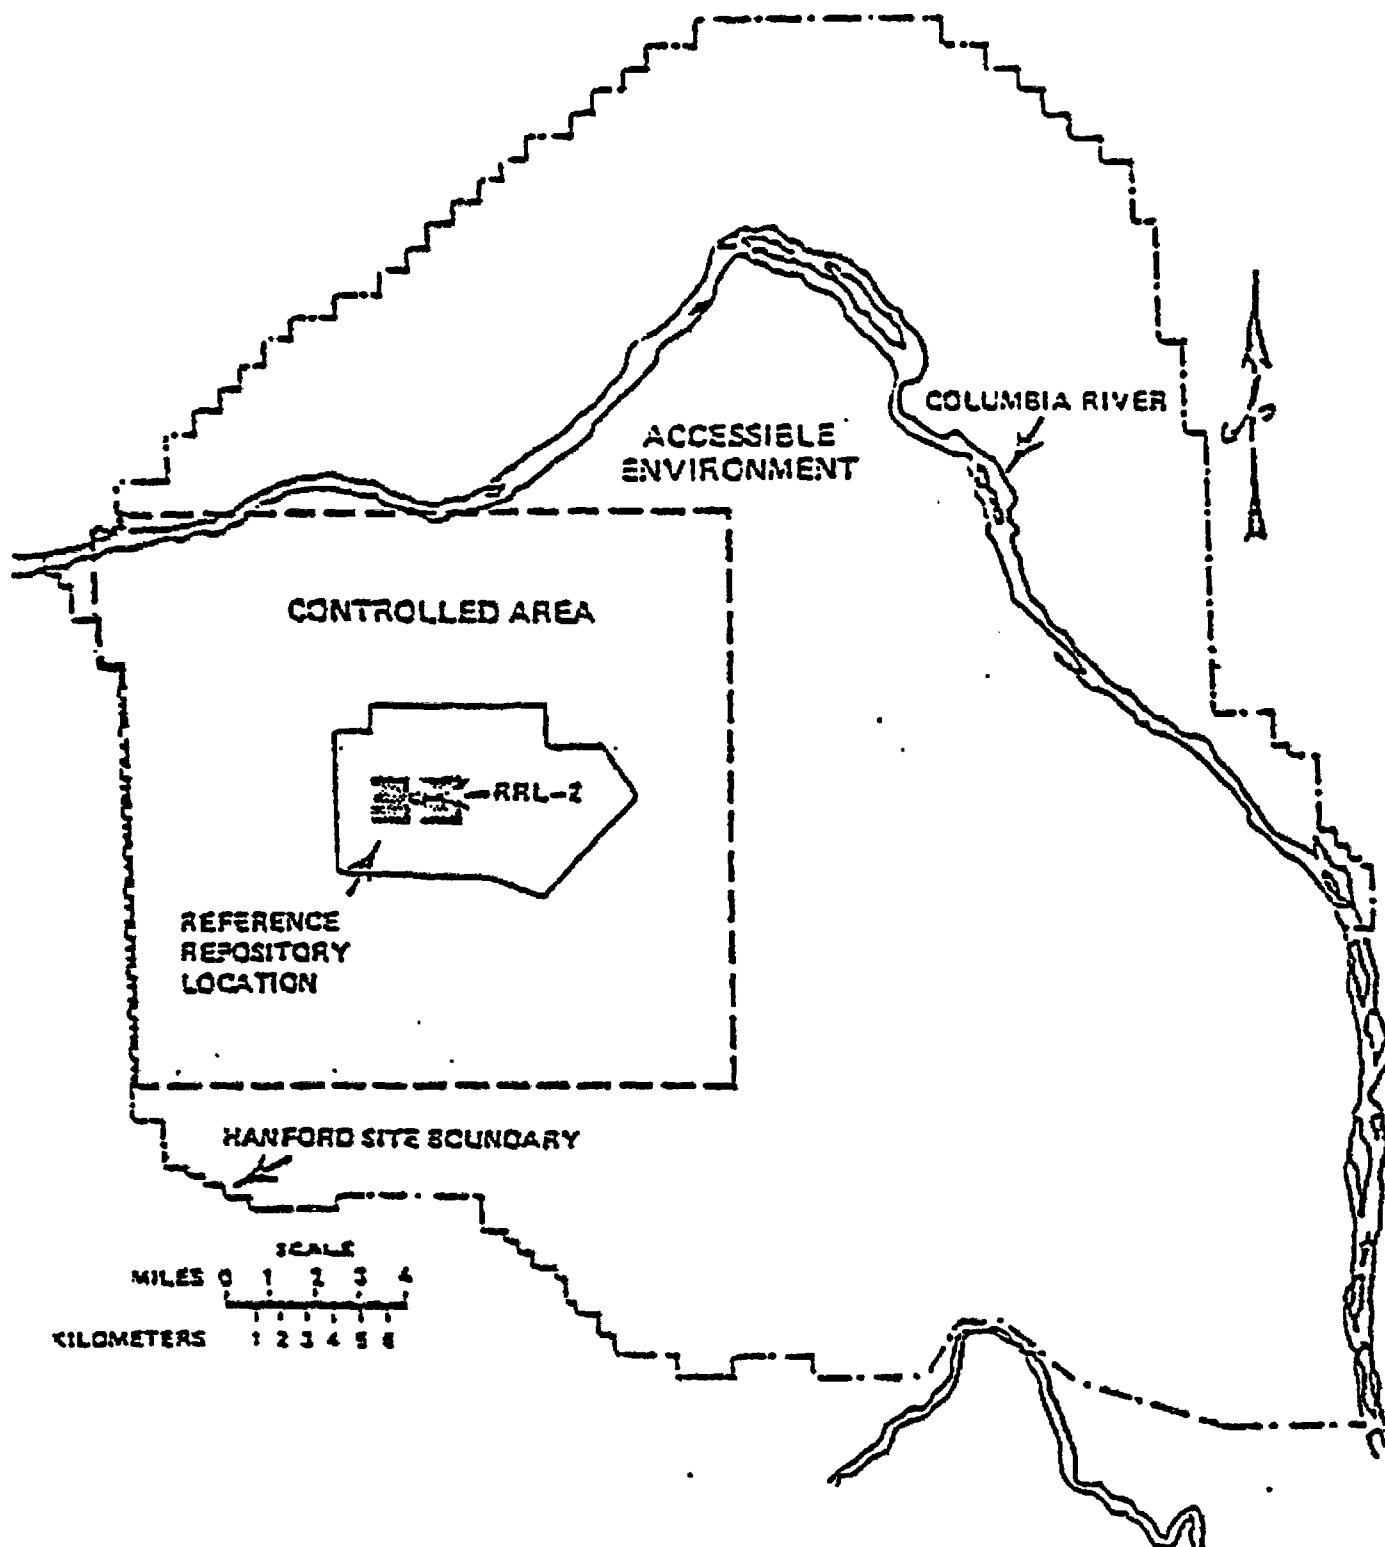 COLUMBIA RIVER
ACCESSIBLE
ENVIRONMENT
CONTROLLED AREA
RRL-2
REFERENCE
REPOSITORY
LOCATION
HANFORD SITE BOUNDARY
SCALE
MILES 0 1 2 3 4
KILOMETERS 1 2 3 4 5 6